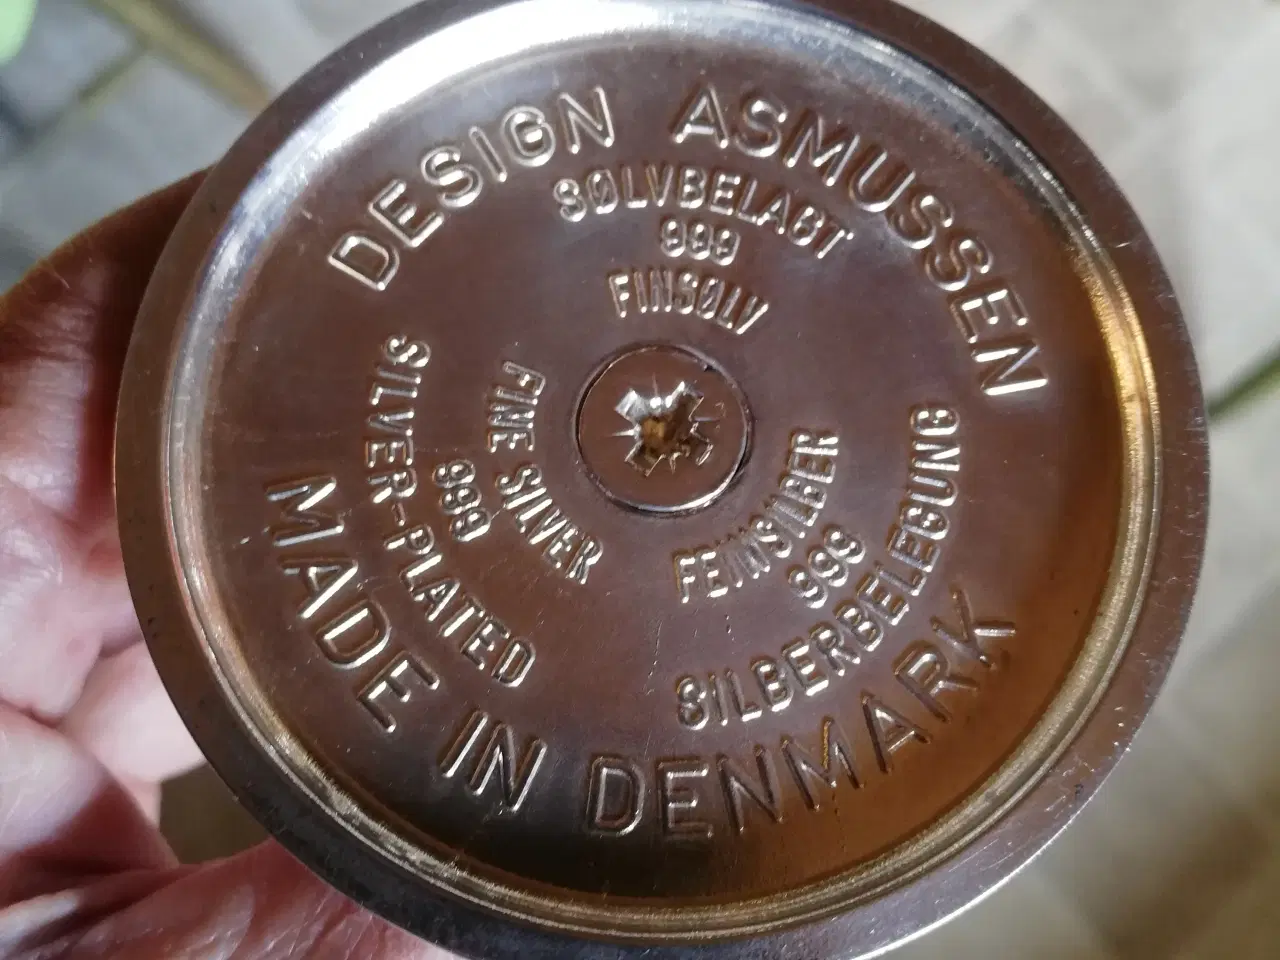 DESIGN ASMUSSEN
SØLVBELAGT
999
FINSØLV
FINE SILVER
999
SILVER-PLATED
FEINSILBER
999
SILBERBELEGUNG
MADE IN DENMARK